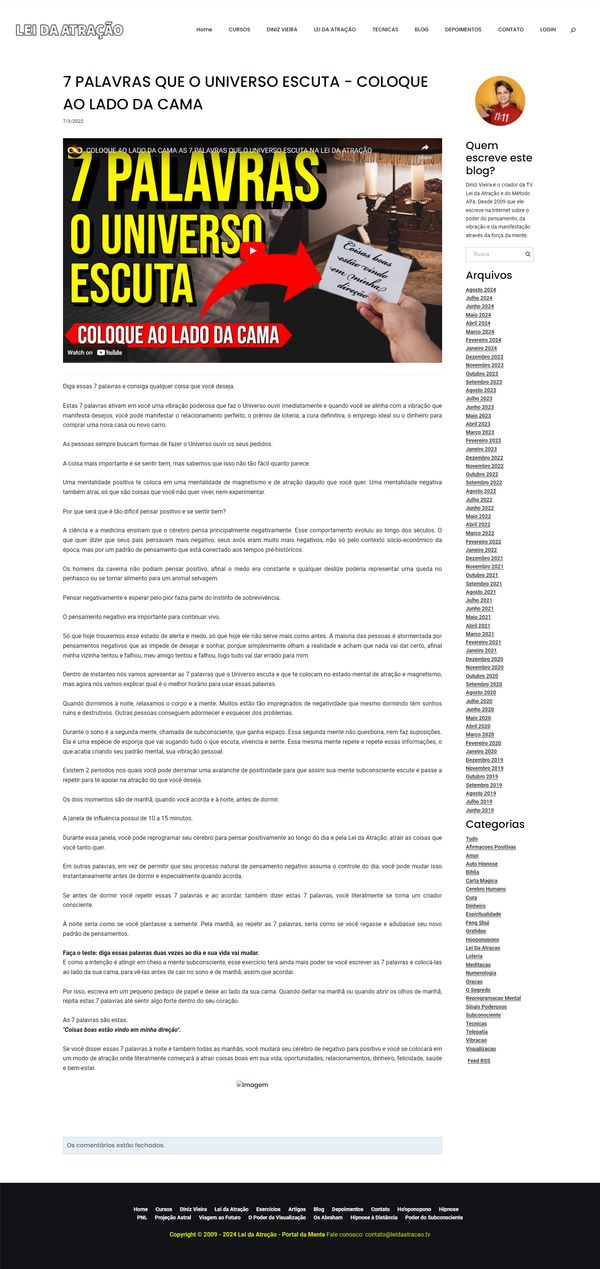 LEI DA ATRAÇÃO
Home CURSOS DINIZ VIEIRA LEI DA ATRAÇÃO TECNICAS BLOG DEPOIMENTOS CONTATO LOGIN
7 PALAVRAS QUE O UNIVERSO ESCUTA - COLOQUE
AO LADO DA CAMA
7/3/2022
COLOQUE AO LADO DA CAMA AS 7 PALAVRAS QUE O UNIVERSO ESCUTA NA LEI DA ATRAÇÃO
7 PALAVRAS
O UNIVERSO
ESCUTA
COLOQUE AO LADO DA CAMA
Coisas boas
estão vindo
em minha
direção
Watch on YouTube
Diga essas 7 palavras e consiga qualquer coisa que você deseja.
Estas 7 palavras ativam em você uma vibração poderosa que faz o Universo ouvir imediatamente e quando você se alinha com a vibração que
manifesta desejos, você pode manifestar o relacionamento perfeito, o prêmio de loteria, a cura definitiva, o emprego ideal ou o dinheiro para
comprar uma nova casa ou novo carro.
As pessoas sempre buscam formas de fazer o Universo ouvir os seus pedidos.
A coisa mais importante é se sentir bem, mas sabemos que isso não tão fácil quanto parece.
Uma mentalidade positiva te coloca em uma mentalidade de magnetismo e de atração daquilo que você quer. Uma mentalidade negativa
também atrai, só que são coisas que você não quer viver, nem experimentar.
Por que será que é tão difícil pensar positivo e se sentir bem?
A ciência e a medicina ensinam que o cérebro pensa principalmente negativamente. Esse comportamento evoluiu ao longo dos séculos. O
que quer dizer que seus pais pensavam mais negativo, seus avós eram muito mais negativos, não só pelo contexto sócio-econômico da
época, mas por um padrão de pensamento que está conectado aos tempos pré-históricos.
Os homens da caverna não podiam pensar positivo, afinal o medo era constante e qualquer deslize poderia representar uma queda no
penhasco ou se tornar alimento para um animal selvagem.
Pensar negativamente e esperar pelo pior fazia parte do instinto de sobrevivência.
O pensamento negativo era importante para continuar vivo.
Só que hoje trouxemos esse estado de alerta e medo, só que hoje ele não serve mais como antes. A maioria das pessoas é atormentada por
pensamentos negativos que as impede de desejar e sonhar, porque simplesmente olham a realidade e acham que nada vai dar certo, afinal
minha vizinha tentou e falhou, meu amigo tentou e falhou, logo tudo vai dar errado para mim.
Dentro de instantes nós vamos apresentar as 7 palavras que o Universo escuta e que te colocam no estado mental de atração e magnetismo,
mas agora nós vamos explicar qual é o melhor horário para usar essas palavras.
Quando dormimos à noite, relaxamos o corpo e a mente. Muitos estão tão impregnados de negatividade que mesmo dormindo têm sonhos
ruins e destrutivos. Outras pessoas conseguem adormecer e esquecer dos problemas.
Durante o sono é a segunda mente, chamada de subconsciente, que ganha espaço. Essa segunda mente não questiona, nem faz suposições.
Ela é uma espécie de esponja que vai sugando tudo o que escuta, vivencia e sente. Essa mesma mente repete e repete essas informações, o
que acaba criando seu padrão mental, sua vibração pessoal.
Existem 2 períodos nos quais você pode derramar uma avalanche de positividade para que assim sua mente subconsciente escute e passe a
repetir para te apoiar na atração do que você deseja.
Os dois momentos são de manhã, quando você acorda e à noite, antes de dormir.
A janela de influência possui de 10 a 15 minutos.
Durante essa janela, você pode reprogramar seu cérebro para pensar positivamente ao longo do dia e pela Lei da Atração, atrair as coisas que
você tanto quer.
Em outras palavras, em vez de permitir que seu processo natural de pensamento negativo assuma o controle do dia, você pode mudar isso
instantaneamente antes de dormir e especialmente quando acorda.
Se antes de dormir você repetir essas 7 palavras e ao acordar, também dizer estas 7 palavras, você literalmente se torna um criador
consciente.
À noite seria como se você plantasse a semente. Pela manhã, ao repetir as 7 palavras, seria como se você regasse e adubasse seu novo
padrão de pensamentos.
Faça o teste: diga essas palavras duas vezes ao dia e sua vida vai mudar.
E como a intenção é atingir em cheio a mente subconsciente, esse exercício terá ainda mais poder se você escrever as 7 palavras e colocá-las
ao lado da sua cama, para vê-las antes de cair no sono e de manhã, assim que acordar.
Por isso, escreva em um pequeno pedaço de papel e deixe ao lado da sua cama. Quando deitar na manhã ou quando abrir os olhos de manhã,
repita estas 7 palavras até sentir algo forte dentro do seu coração.
As 7 palavras são estas:
"Coisas boas estão vindo em minha direção".
Se você disser essas 7 palavras à noite e também todas as manhãs, você mudará seu cérebro de negativo para positivo e você se colocará em
um modo de atração onde literalmente começará a atrair coisas boas em sua vida, oportunidades, relacionamentos, dinheiro, felicidade, saúde
e bem-estar.
Imagem
Os comentários estão fechados.
11:11
Quem
escreve este
blog?
Diniz Vieira é o criador da TV
Lei da Atração e do Método
Alfa. Desde 2009 que ele
escreve na Internet sobre o
poder do pensamento, da
vibração e da manifestação
através da força da mente.
Busca
Arquivos
Agosto 2024
Julho 2024
Junho 2024
Maio 2024
Abril 2024
Março 2024
Fevereiro 2024
Janeiro 2024
Dezembro 2023
Novembro 2023
Outubro 2023
Setembro 2023
Agosto 2023
Julho 2023
Junho 2023
Maio 2023
Abril 2023
Março 2023
Fevereiro 2023
Janeiro 2023
Dezembro 2022
Novembro 2022
Outubro 2022
Setembro 2022
Agosto 2022
Julho 2022
Junho 2022
Maio 2022
Abril 2022
Março 2022
Fevereiro 2022
Janeiro 2022
Dezembro 2021
Novembro 2021
Outubro 2021
Setembro 2021
Agosto 2021
Julho 2021
Junho 2021
Maio 2021
Abril 2021
Março 2021
Fevereiro 2021
Janeiro 2021
Dezembro 2020
Novembro 2020
Outubro 2020
Setembro 2020
Agosto 2020
Julho 2020
Junho 2020
Maio 2020
Abril 2020
Março 2020
Fevereiro 2020
Janeiro 2020
Dezembro 2019
Novembro 2019
Outubro 2019
Setembro 2019
Agosto 2019
Julho 2019
Junho 2019
Categorias
Tudo
Afirmacoes Positivas
Amor
Auto Hipnose
Bíblia
Carta Magica
Cerebro Humano
Cura
Dinheiro
Espiritualidade
Feng Shui
Gratidao
Hooponopono
Lei Da Atracao
Loteria
Meditacao
Numerologia
Oracao
O Segredo
Reprogramacao Mental
Sinais Poderosos
Subconsciente
Tecnicas
Telepatia
Vibracao
Visualizacao
Feed RSS
Home Cursos Diniz Vieira Lei da Atração Exercícios Artigos Blog Depoimentos Contato Ho'oponopono Hipnose
PNL Projeção Astral Viagem ao Futuro O Poder da Visualização Os Abraham Hipnose à Distância Poder do Subconsciente
Copyright © 2009 - 2024 Lei da Atração - Portal da Mente Fale conosco: contato@leidaatracao.tv